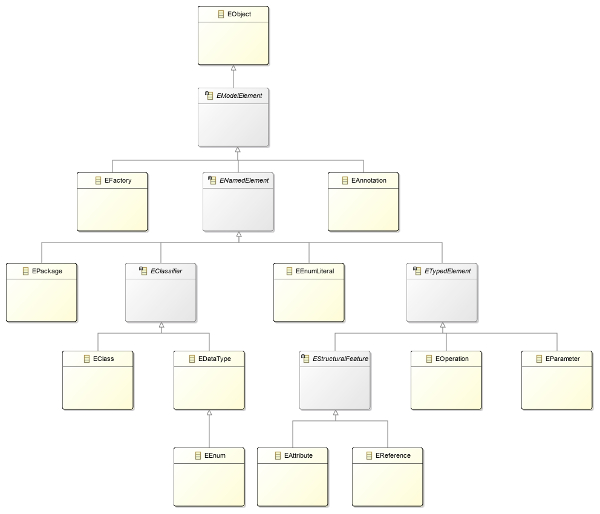 EObject
EModelElement
EFactory
ENamedElement
EAnnotation
EPackage
EClassifier
EEnumLiteral
ETypedElement
EClass
EDataType
EStructuralFeature
EOperation
EParameter
EEnum
EAttribute
EReference